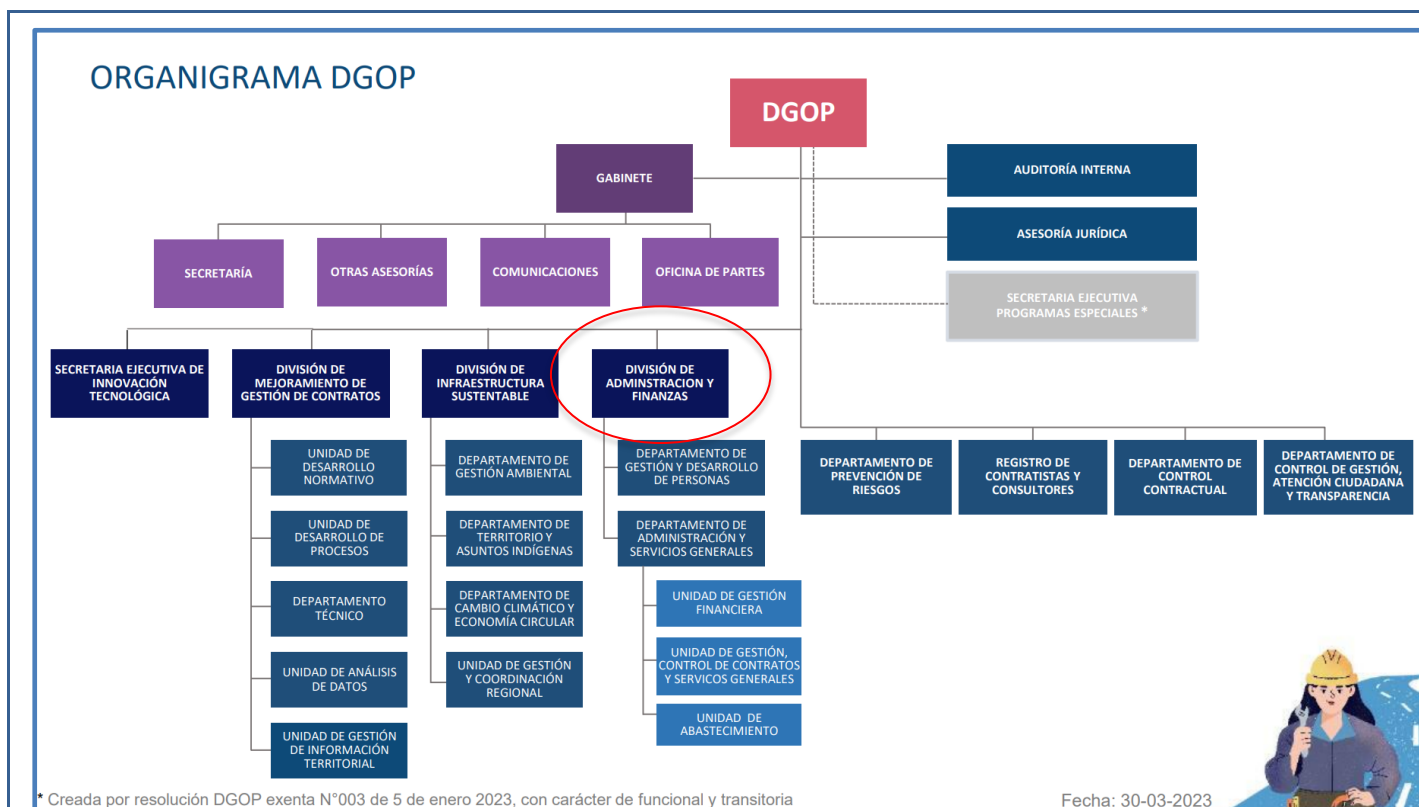 ORGANIGRAMA DGOP
DGOP
GABINETE
AUDITORÍA INTERNA
ASESORÍA JURÍDICA
SECRETARIA EJECUTIVA
PROGRAMAS ESPECIALES *
SECRETARÍA
OTRAS ASESORÍAS
COMUNICACIONES
OFICINA DE PARTES
SECRETARIA EJECUTIVA DE
INNOVACIÓN
TECNOLÓGICA
DIVISIÓN DE
MEJORAMIENTO DE
GESTIÓN DE CONTRATOS
DIVISIÓN DE
INFRAESTRUCTURA
SUSTENTABLE
DIVISIÓN DE
ADMINSTRACION Y
FINANZAS
UNIDAD DE
DESARROLLO
NORMATIVO
UNIDAD DE
DESARROLLO DE
PROCESOS
DEPARTAMENTO
TÉCNICO
UNIDAD DE ANÁLISIS
DE DATOS
UNIDAD DE GESTIÓN
DE INFORMACIÓN
TERRITORIAL
DEPARTAMENTO DE
GESTIÓN AMBIENTAL
DEPARTAMENTO DE
TERRITORIO Y
ASUNTOS INDÍGENAS
DEPARTAMENTO DE
CAMBIO CLIMÁTICO Y
ECONOMÍA CIRCULAR
UNIDAD DE GESTIÓN
Y COORDINACIÓN
REGIONAL
DEPARTAMENTO DE
GESTIÓN Y DESARROLLO
DE PERSONAS
DEPARTAMENTO DE
ADMINISTRACIÓN Y
SERVICIOS GENERALES
UNIDAD DE GESTIÓN
FINANCIERA
UNIDAD DE GESTIÓN,
CONTROL DE CONTRATOS
Y SERVICOS GENERALES
UNIDAD DE
ABASTECIMIENTO
DEPARTAMENTO DE
PREVENCIÓN DE
RIESGOS
REGISTRO DE
CONTRATISTAS Y
CONSULTORES
DEPARTAMENTO DE
CONTROL
CONTRACTUAL
DEPARTAMENTO DE
CONTROL DE GESTIÓN,
ATENCIÓN CIUDADANA
Y TRANSPARENCIA
* Creada por resolución DGOP exenta N°003 de 5 de enero 2023, con carácter de funcional y transitoria
Fecha: 30-03-2023